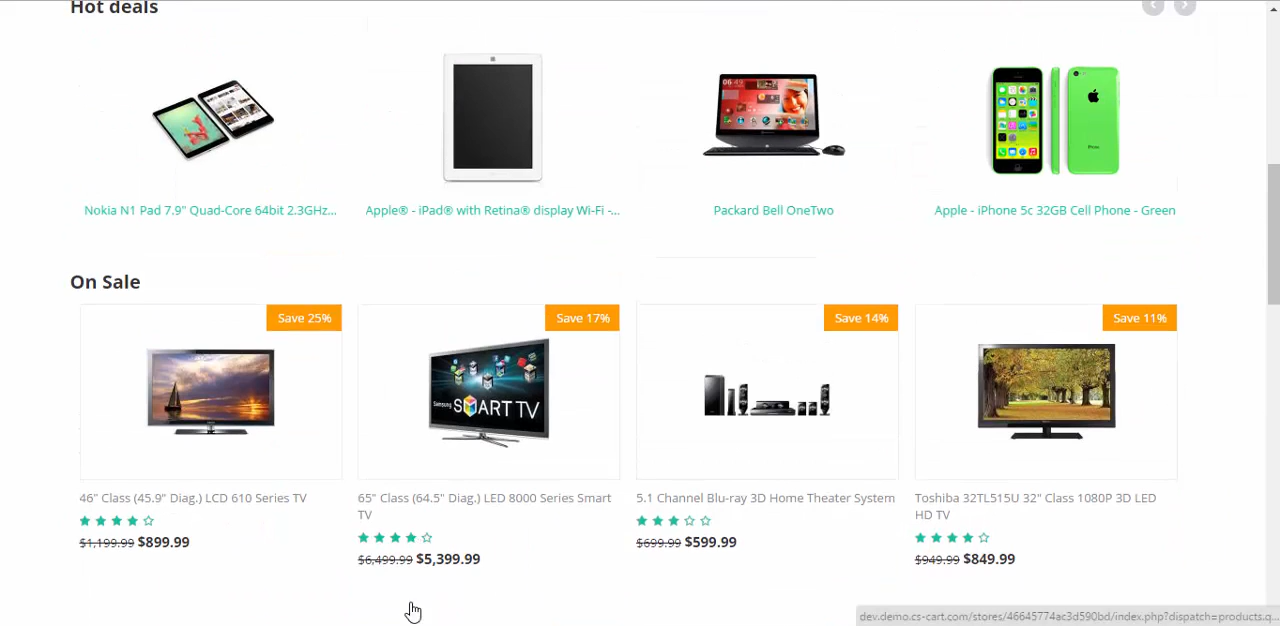 Hot deals
Nokia N1 Pad 7.9" Quad-Core 64bit 2.3GHz...
Apple® - iPad® with Retina® display Wi-Fi -...
Packard Bell OneTwo
Apple - iPhone 5c 32GB Cell Phone - Green
On Sale
Save 25%
Save 17%
Save 14%
Save 11%
SMART TV
46" Class (45.9" Diag.) LCD 610 Series TV
$1,199.99 $899.99
65" Class (64.5" Diag.) LED 8000 Series Smart
TV
$6,499.99 $5,399.99
5.1 Channel Blu-ray 3D Home Theater System
$699.99 $599.99
Toshiba 32TL515U 32" Class 1080P 3D LED
HD TV
$949.99 $849.99
dev.demo.cs-cart.com/stores/46645774ac3d590bd/index.php?dispatch=products.q...